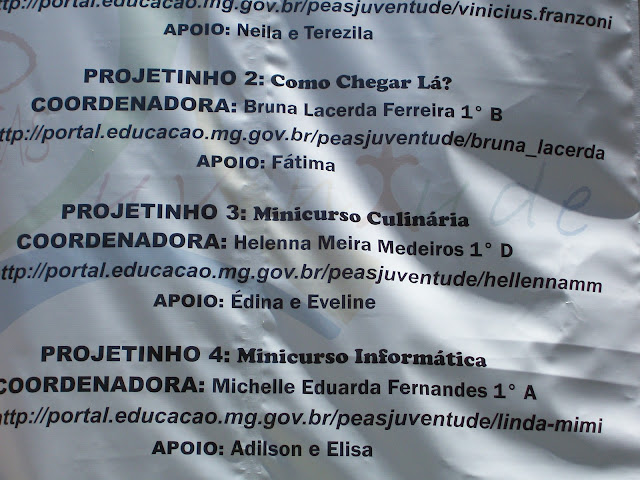 ttp://portal.educacao.mg.gov.br/peasjuventude/vinicius.franzoni
APOIO: Neila e Terezila
PROJETINHO 2: Como Chegar Lá?
COORDENADORA: Bruna Lacerda Ferreira 1° B
http://portal.educacao.mg.gov.br/peasjuventude/bruna_lacerda
APOIO: Fátima
juventude
PROJETINHO 3: Minicurso Culinária
COORDENADORA: Helenna Meira Medeiros 1° D
ttp://portal.educacao.mg.gov.br/peasjuventude/hellennamm
APOIO: Édina e Eveline
PROJETINHO 4: Minicurso Informática
COORDENADORA: Michelle Eduarda Fernandes 1° A
http://portal.educacao.mg.gov.br/peasjuventude/linda-mimi
APOIO: Adilson e Elisa